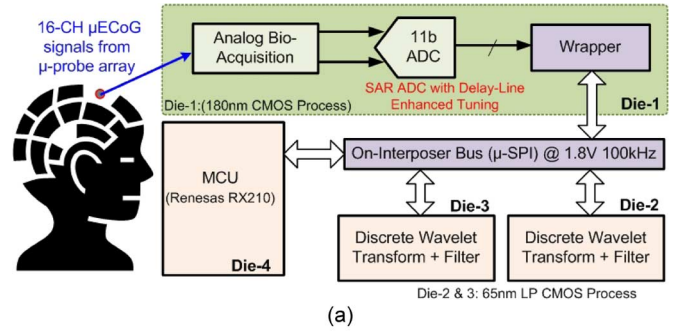 16-CH µECoG
signals from
µ-probe array
Analog Bio-
Acquisition
11b
ADC
Wrapper
SAR ADC with Delay-Line
Enhanced Tuning
Die-1:(180nm CMOS Process)
Die-1
MCU
(Renesas RX210)
Die-4
On-Interposer Bus (µ-SPI) @ 1.8V 100kHz
Die-3
Discrete Wavelet
Transform + Filter
Die-2
Discrete Wavelet
Transform + Filter
Die-2 & 3: 65nm LP CMOS Process
(a)